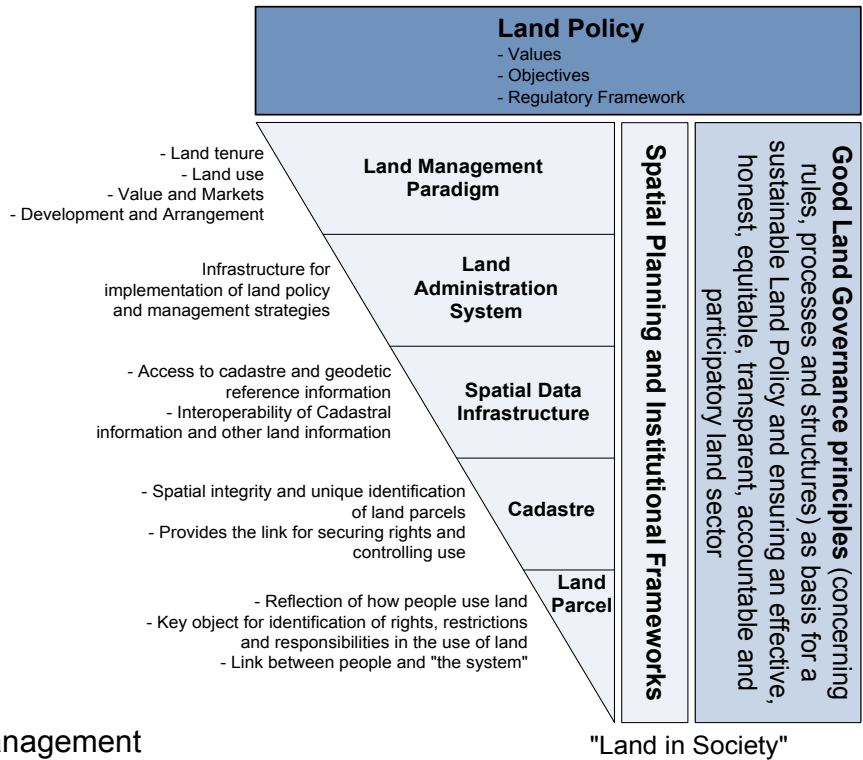 Land Policy
- Values
- Objectives
- Regulatory Framework
- Land tenure
- Land use
- Value and Markets
- Development and Arrangement
Land Management
Paradigm
Infrastructure for
implementation of land policy
and management strategies
Land
Administration
System
- Access to cadastre and geodetic
reference information
- Interoperability of Cadastral
information and other land information
Spatial Data
Infrastructure
- Spatial integrity and unique identification
of land parcels
- Provides the link for securing rights and
controlling use
Cadastre
- Reflection of how people use land
- Key object for identification of rights, restrictions
and responsibilities in the use of land
- Link between people and "the system"
Land
Parcel
Spatial Planning and Institutional Frameworks
Good Land Governance principles (concerning
rules, processes and structures) as basis for a
sustainable Land Policy and ensuring an effective,
honest, equitable, transparent, accountable and
participatory land sector
"Land in Society"